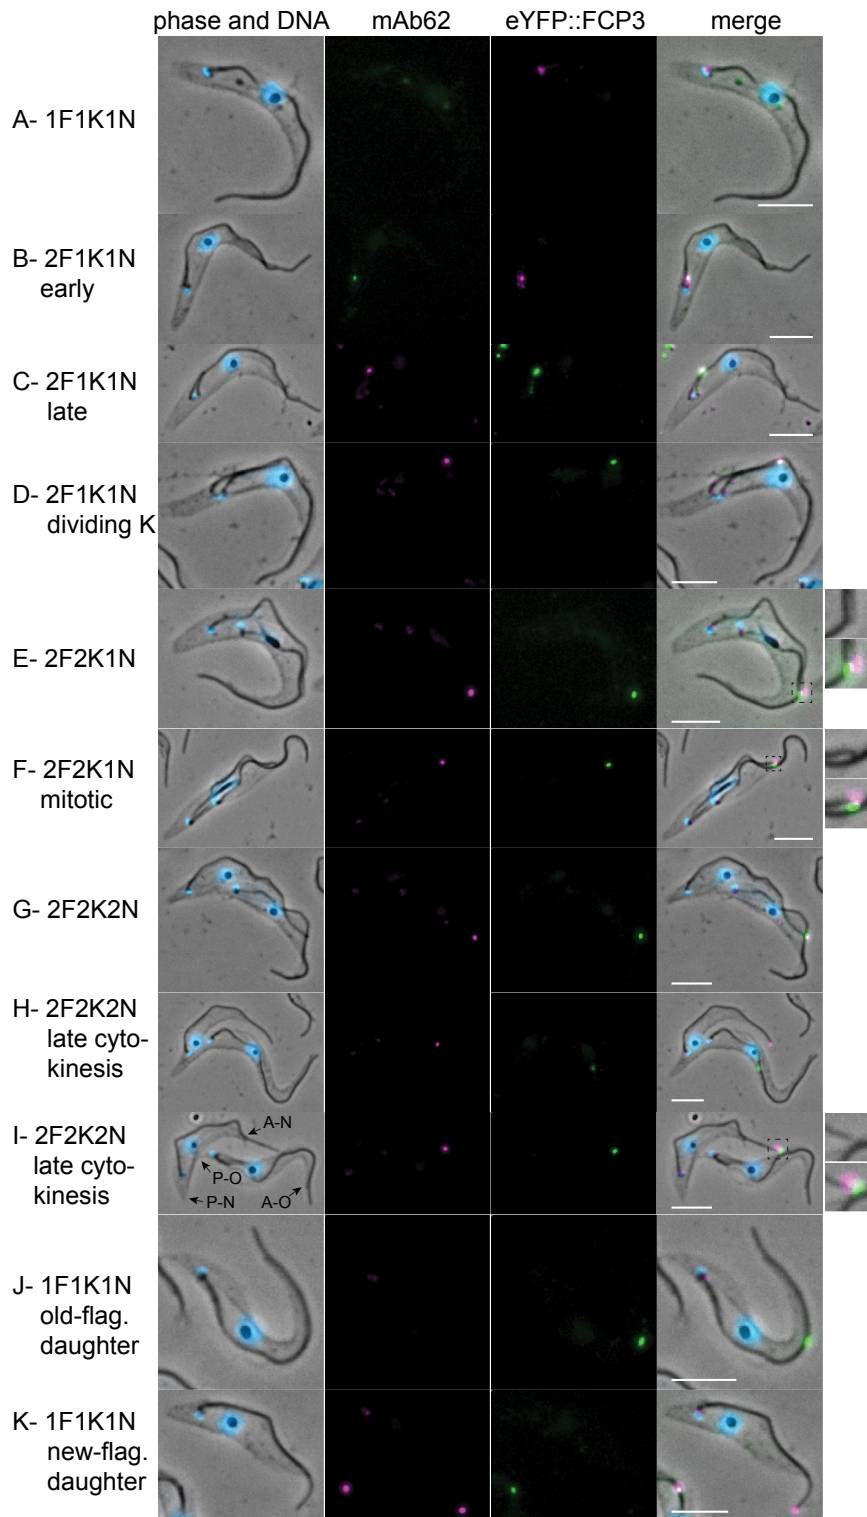 phase and DNA mAb62 eYFP::FCP3 merge
A- 1F1K1N
B- 2F1K1N
early
C- 2F1K1N
late
D- 2F1K1N
dividing K
E- 2F2K1N
F- 2F2K1N
mitotic
G- 2F2K2N
H- 2F2K2N
late cyto-
kinesis
I- 2F2K2N
late cyto-
kinesis
A-N
P-O
P-N
A-O
J- 1F1K1N
old-flag.
daughter
K- 1F1K1N
new-flag.
daughter